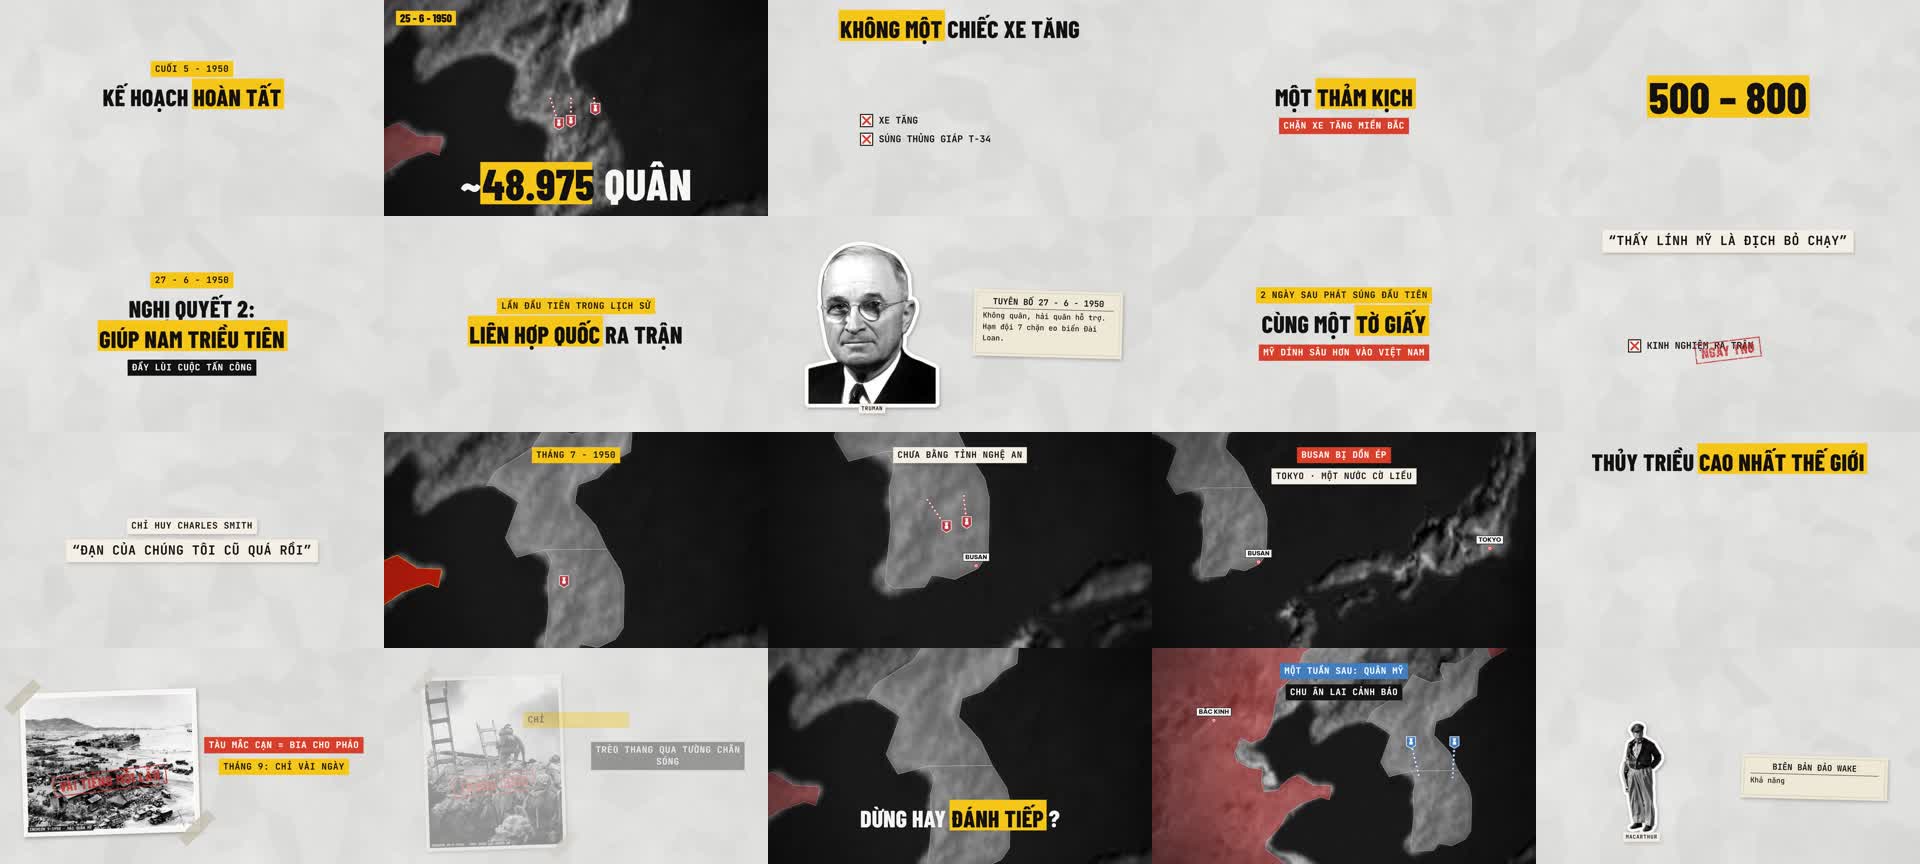 CUỐI 5 - 1950
KẾ HOẠCH HOÀN TẤT
25 - 6 - 1950
~48.975 QUÂN
KHÔNG MỘT CHIẾC XE TĂNG
XE TĂNG
SÚNG THỦNG GIÁP T-34
MỘT THẢM KỊCH
CHẶN XE TĂNG MIỀN BẮC
500 – 800
27 - 6 - 1950
NGHỊ QUYẾT 2:
GIÚP NAM TRIỀU TIÊN
ĐẨY LÙI CUỘC TẤN CÔNG
LẦN ĐẦU TIÊN TRONG LỊCH SỬ
LIÊN HỢP QUỐC RA TRẬN
TRUMAN
TUYÊN BỐ 27 - 6 - 1950
Không quân, hải quân hỗ trợ.
Hạm đội 7 chặn eo biển Đài
Loan.
2 NGÀY SAU PHÁT SÚNG ĐẦU TIÊN
CÙNG MỘT TỜ GIẤY
MỸ DÍNH SÂU HƠN VÀO VIỆT NAM
“THẤY LÍNH MỸ LÀ ĐỊCH BỎ CHẠY”
KINH NGHIỆM RA TRẬN
NGÂY THƠ
CHỈ HUY CHARLES SMITH
“ĐẠN CỦA CHÚNG TÔI CŨ QUÁ RỒI”
THÁNG 7 - 1950
CHƯA BẰNG TỈNH NGHỆ AN
BUSAN
BUSAN BỊ DỒN ÉP
TOKYO · MỘT NƯỚC CỜ LIỀU
BUSAN
TOKYO
THỦY TRIỀU CAO NHẤT THẾ GIỚI
TÀU MẮC CẠN = BIA CHO PHÁO
THÁNG 9: CHỈ VÀI NGÀY
CHỈ
TRÈO THANG QUA TƯỜNG CHẮN
SÓNG
DỪNG HAY ĐÁNH TIẾP ?
MỘT TUẦN SAU: QUÂN MỸ
CHU ÂN LAI CẢNH BÁO
BẮC KINH
MACARTHUR
BIÊN BẢN ĐẢO WAKE
Khả năng